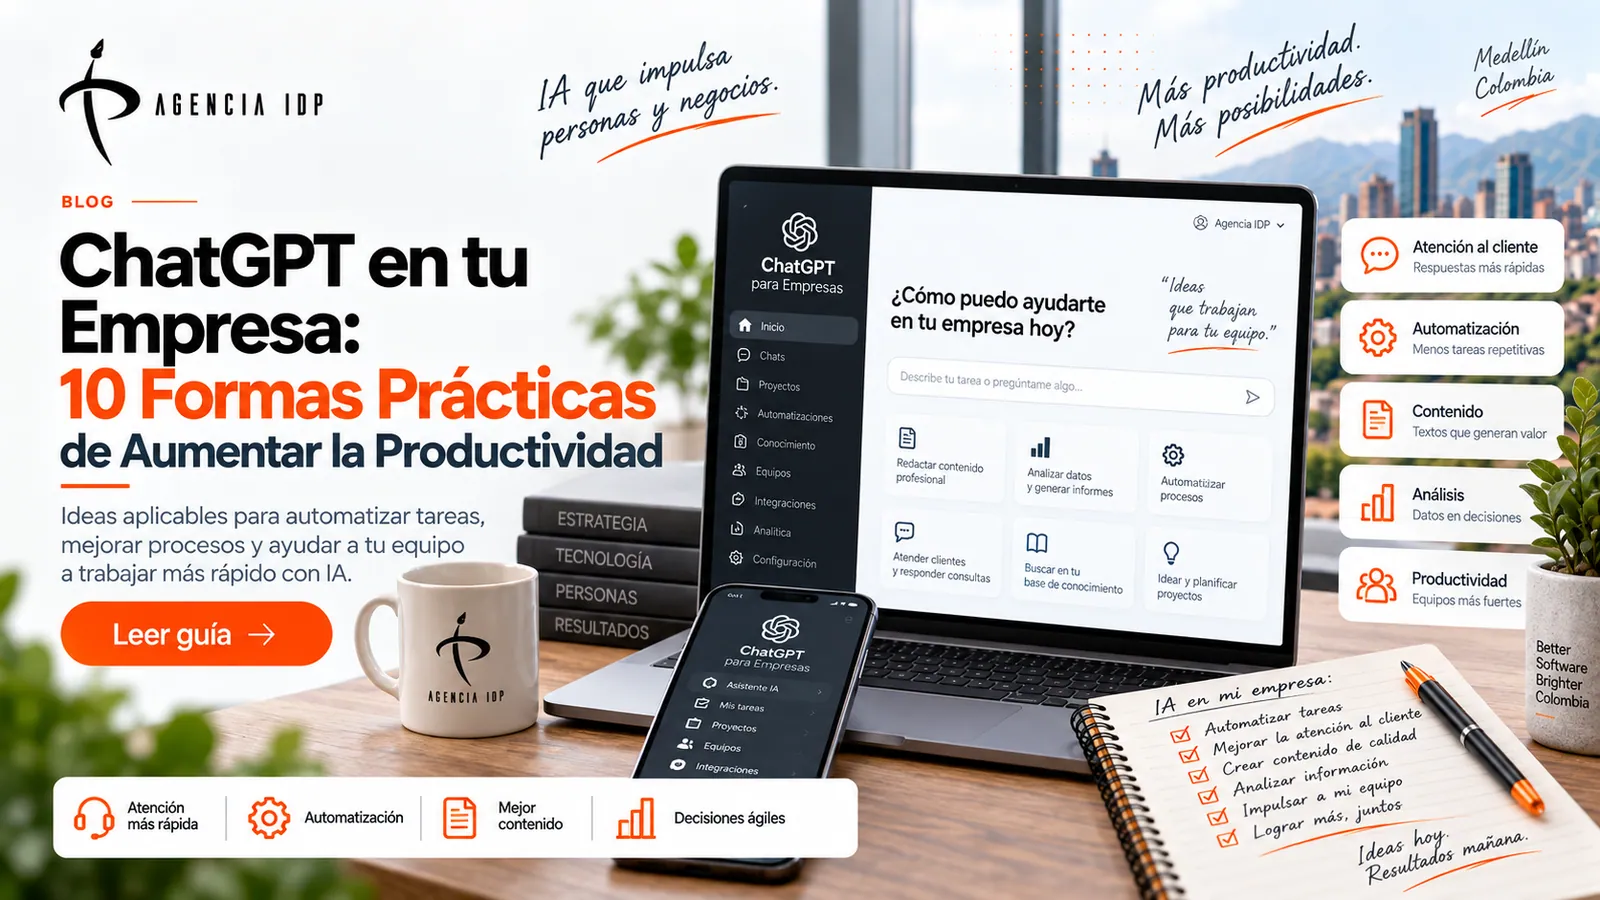 AGENCIA IDP
IA que impulsa
personas y negocios.
Más productividad.
Más posibilidades.
Medellín
Colombia
BLOG
ChatGPT en tu
Empresa:
10 Formas Prácticas
de Aumentar la Productividad
Ideas aplicables para automatizar tareas,
mejorar procesos y ayudar a tu equipo
a trabajar más rápido con IA.
Leer guía
ESTRATEGIA
TECNOLOGÍA
PERSONAS
RESULTADOS
AGENCIA IDP
ChatGPT
para Empresas
Inicio
Chats
Proyectos
Automatizaciones
Conocimiento
Equipos
Integraciones
Analítica
Configuración
Agencia IDP
¿Cómo puedo ayudarte
en tu empresa hoy?
“Ideas
que trabajan
para tu equipo.”
Describe tu tarea o pregúntame algo...
Redactar contenido
profesional
Analizar datos
y generar informes
Automatizar
procesos
Atender clientes
y responder consultas
Buscar en tu
base de conocimiento
Idear y planificar
proyectos
ChatGPT
para Empresas
Asistente IA
Mis tareas
Proyectos
Equipos
Integraciones
Atención al cliente
Respuestas más rápidas
Automatización
Menos tareas repetitivas
Contenido
Textos que generan valor
Análisis
Datos en decisiones
Productividad
Equipos más fuertes
Better
Software
Brighter
Colombia
IA en mi empresa:
Automatizar tareas
Mejorar la atención al cliente
Crear contenido de calidad
Analizar información
Impulsar a mi equipo
Lograr más, juntos
Ideas hoy.
Resultados mañana.
Atención
más rápida
Automatización
Mejor
contenido
Decisiones ágiles